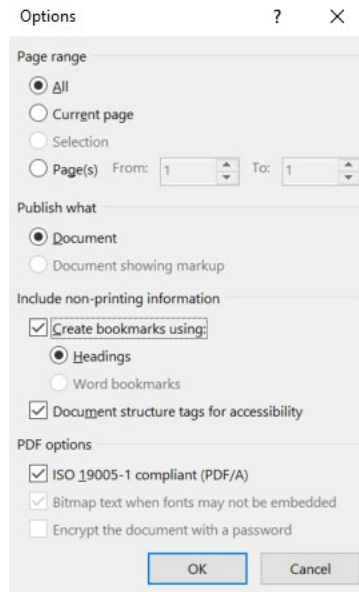 Options ? ×
Page range
All
Current page
Selection
Page(s) From: 1 To: 1
Publish what
Document
Document showing markup
Include non-printing information
Create bookmarks using:
Headings
Word bookmarks
Document structure tags for accessibility
PDF options
ISO 19005-1 compliant (PDF/A)
Bitmap text when fonts may not be embedded
Encrypt the document with a password
OK Cancel